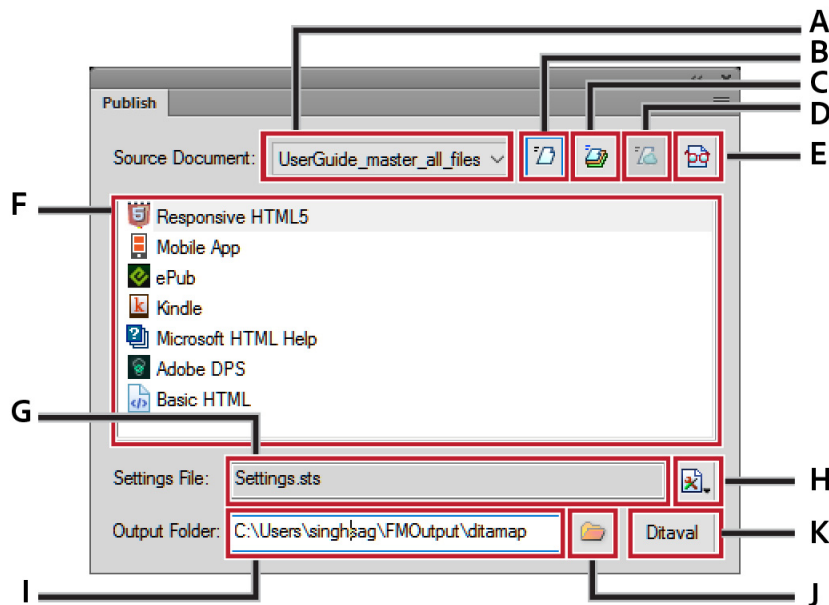 A
B
C
Publish
D
Source Document: UserGuide_master_all_files
E
F
Responsive HTML5
Mobile App
ePub
k Kindle
? Microsoft HTML Help
Adobe DPS
</> Basic HTML
G
Settings File: Settings.sts
H
Output Folder: C:\Users\singhsag\FMOutput\ditamap Ditaval
K
I
J